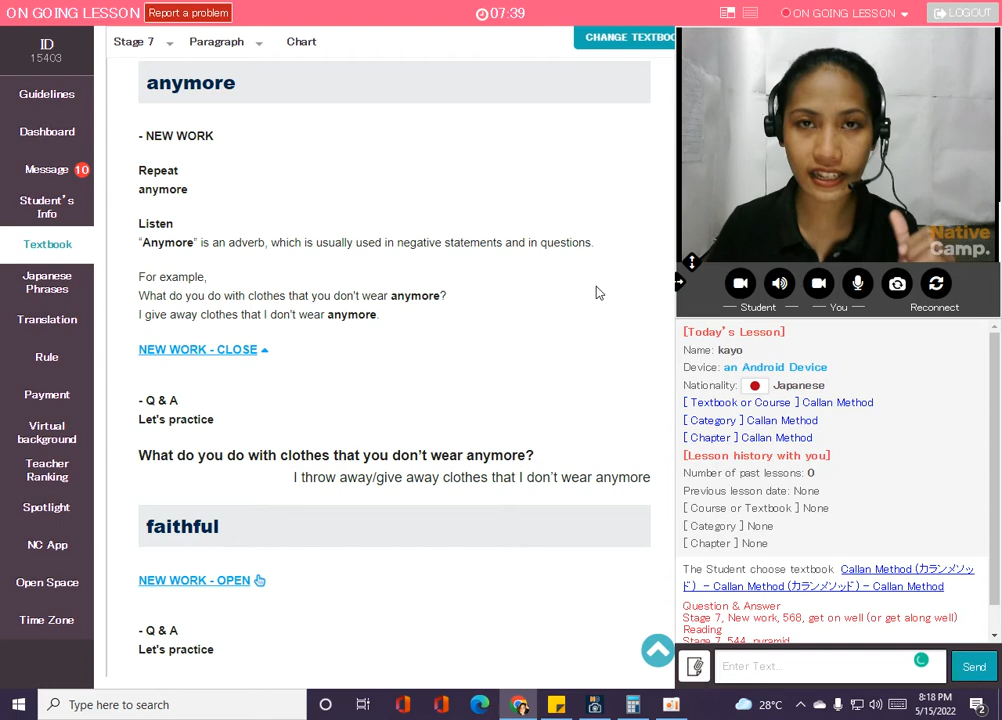 ON GOING LESSON Report a problem 07:39 ON GOING LESSON LOGOUT
ID
15403
Guidelines
Dashboard
Message 10
Student's
Info
Textbook
Japanese
Phrases
Translation
Rule
Payment
Virtual
background
Teacher
Ranking
Spotlight
NC App
Open Space
Time Zone
Stage 7 Paragraph Chart CHANGE TEXTBOO
anymore
- NEW WORK
Repeat
anymore
Listen
“Anymore” is an adverb, which is usually used in negative statements and in questions.
For example,
What do you do with clothes that you don't wear anymore?
I give away clothes that I don't wear anymore.
NEW WORK - CLOSE
- Q & A
Let's practice
What do you do with clothes that you don’t wear anymore?
I throw away/give away clothes that I don’t wear anymore
faithful
NEW WORK - OPEN
- Q & A
Let's practice
Native
Camp.
Student You Reconnect
[Today's Lesson]
Name: kayo
Device: an Android Device
Nationality: Japanese
[ Textbook or Course ] Callan Method
[ Category ] Callan Method
[ Chapter ] Callan Method
[Lesson history with you]
Number of past lessons: 0
Previous lesson date: None
[ Course or Textbook ] None
[ Category ] None
[ Chapter ] None
The Student choose textbook Callan Method (カランメソッ
ド) - Callan Method (カランメソッド) - Callan Method
Question & Answer
Stage 7, New work, 568, get on well (or get along well)
Reading
Stage 7, 544, pyramid
Enter Text... Send
Type here to search 28°C 8:18 PM
5/15/2022 2